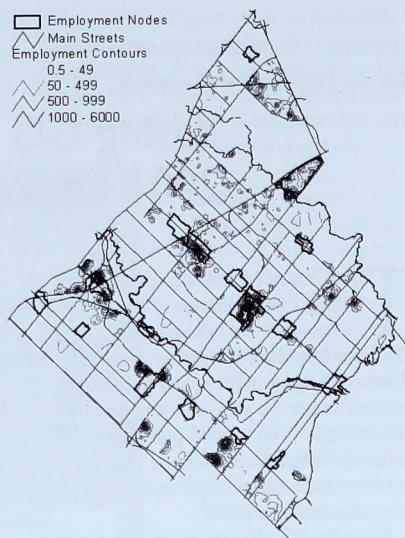 Employment Nodes
Main Streets
Employment Contours
0.5 - 49
50 - 499
500 - 999
1000 - 6000